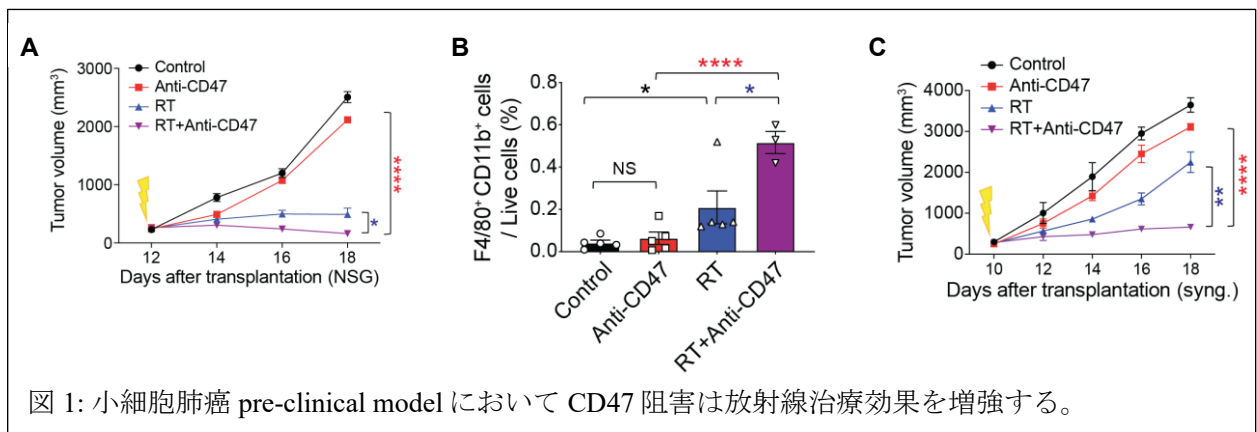 A
Control
Anti-CD47
RT
RT+Anti-CD47
Tumor volume (mm³)
3000
2000
1000
0
12 14 16 18
Days after transplantation (NSG)
****
*
B
F4/80⁺ CD11b⁺ cells
/ Live cells (%)
0.8
0.6
0.4
0.2
0.0
****
*
*
NS
Control
Anti-CD47
RT
RT+Anti-CD47
C
Control
Anti-CD47
RT
RT+Anti-CD47
Tumor volume (mm³)
4000
3000
2000
1000
0
10 12 14 16 18
Days after transplantation (syng.)
**
****
図 1: 小細胞肺癌 pre-clinical model において CD47 阻害は放射線治療効果を増強する。